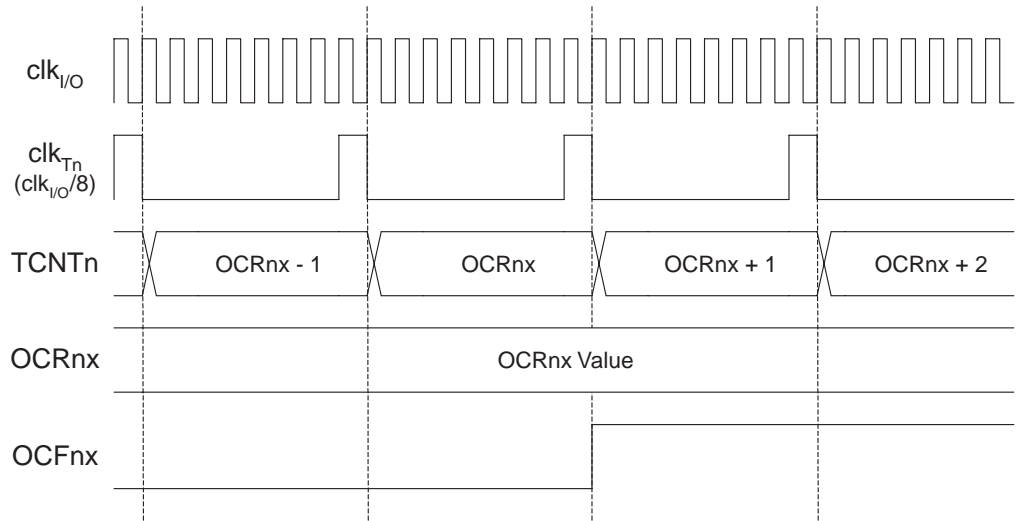 clkI/O
clkTn
(clkI/O/8)
TCNTn
OCRnx - 1
OCRnx
OCRnx + 1
OCRnx + 2
OCRnx
OCRnx Value
OCFnx